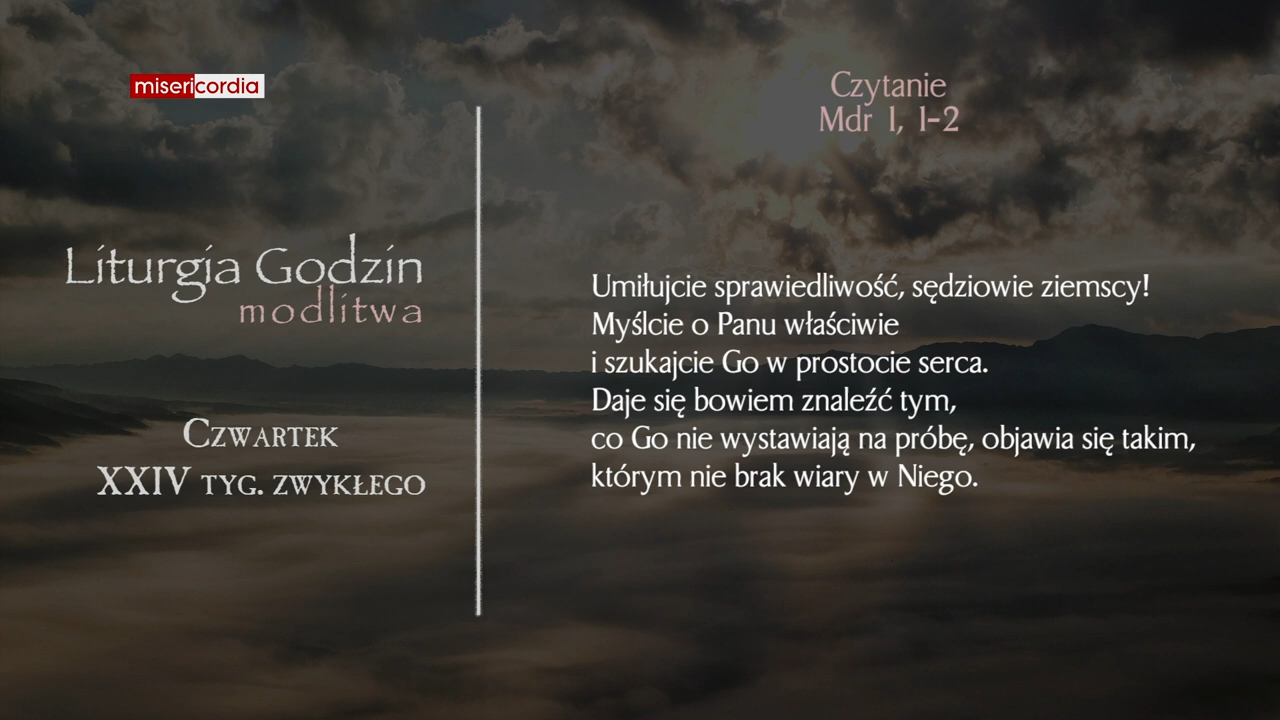 misericordia
Liturgia Godzin
modlitwa
Czwartek
XXIV tyg. zwykłego
Czytanie
Mdr 1, 1-2
Umiłujcie sprawiedliwość, sędziowie ziemscy!
Myślcie o Panu właściwie
i szukajcie Go w prostocie serca.
Daje się bowiem znaleźć tym,
co Go nie wystawiają na próbę, objawia się takim,
którym nie brak wiary w Niego.